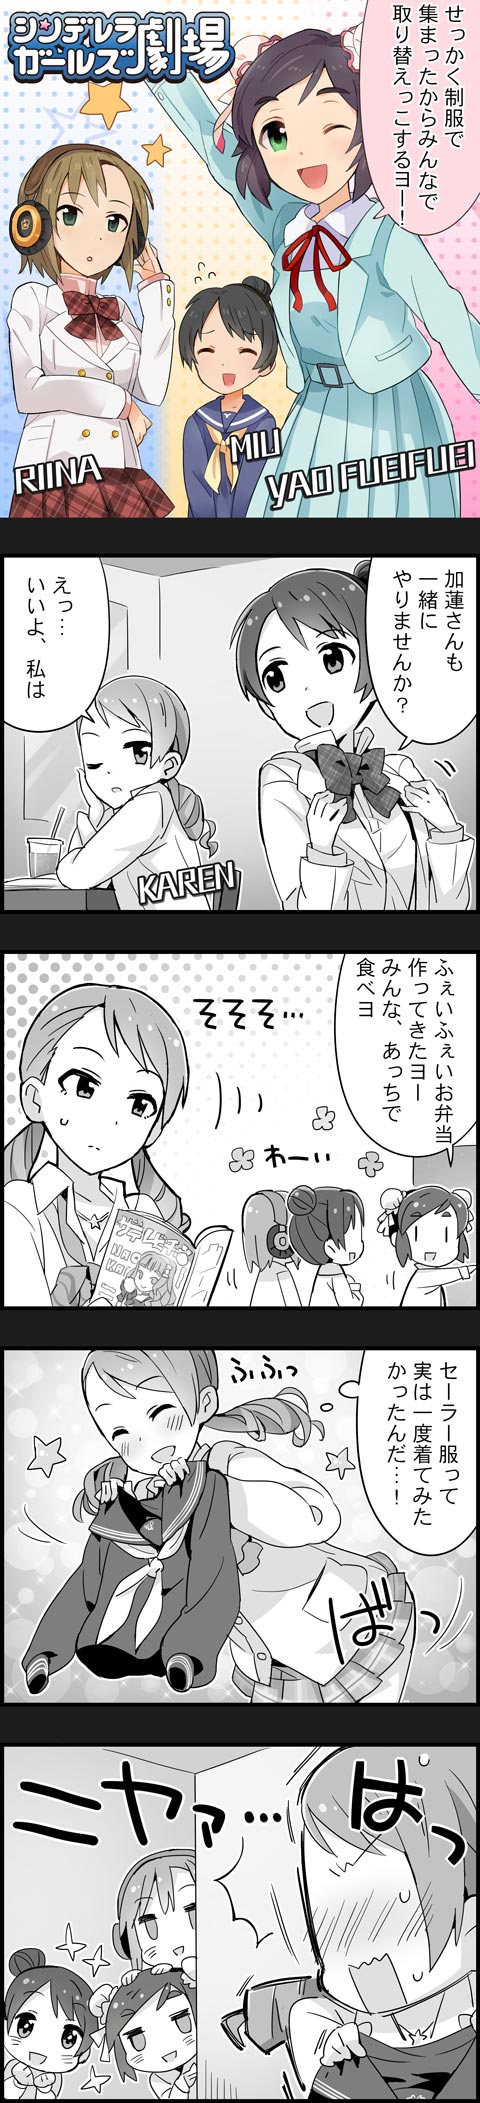 シンデレラ
ガールズ劇場
せっかく制服で
集まったからみんなで
取り替えっこするヨー！
RIINA
MIU
YAO FUEIFUEI
加蓮さんも
一緒に
やりませんか？
えっ…
いいよ、私は
KAREN
ふぇいふぇいお弁当
作ってきたヨー
みんな、あっちで
食べヨ
そそそ…
わーぃ
セーラー服って
実は一度着てみた
かったんだ…！
ふふっ
ばっ
はっ
ニヤァ…